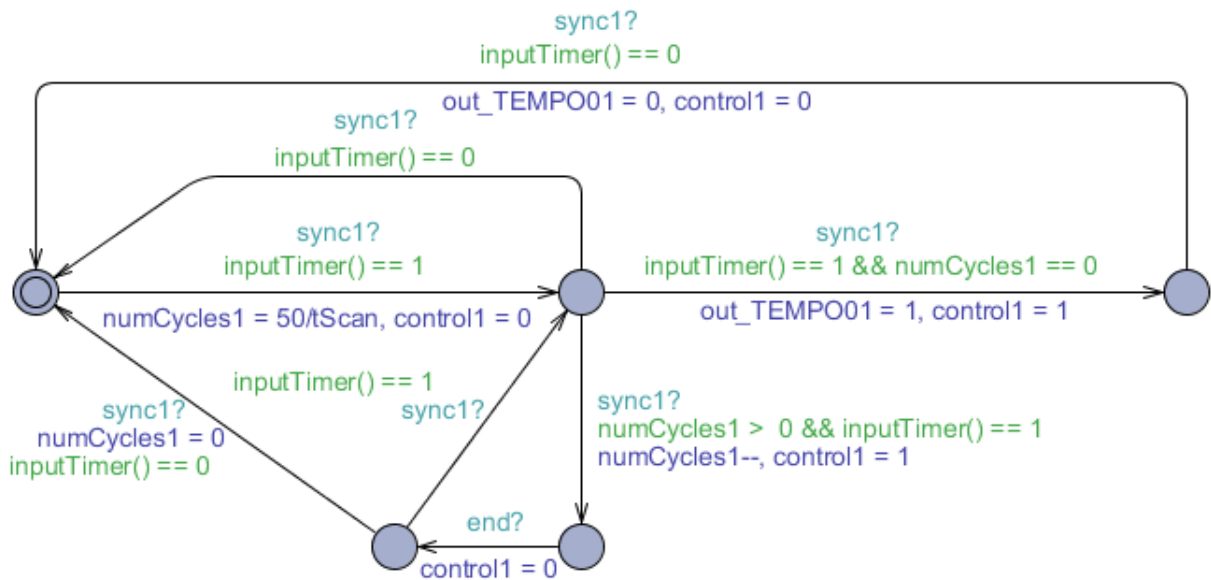 sync1?
inputTimer() == 0
out_TEMPO01 = 0, control1 = 0
sync1?
inputTimer() == 0
sync1?
inputTimer() == 1
numCycles1 = 50/tScan, control1 = 0
sync1?
inputTimer() == 1 && numCycles1 == 0
out_TEMPO01 = 1, control1 = 1
inputTimer() == 1
sync1?
sync1?
numCycles1 = 0
inputTimer() == 0
sync1?
numCycles1 >  0 && inputTimer() == 1
numCycles1--, control1 = 1
end?
control1 = 0